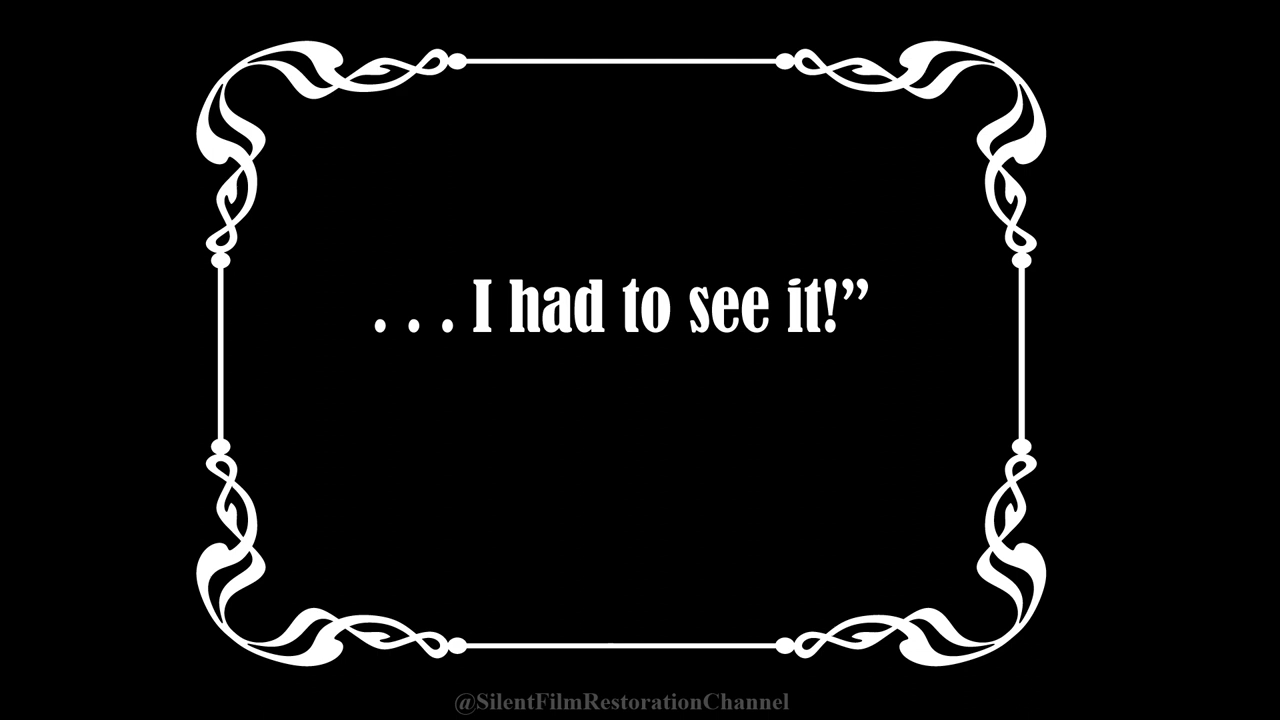 . . . I had to see it!”
@SilentFilmRestorationChannel